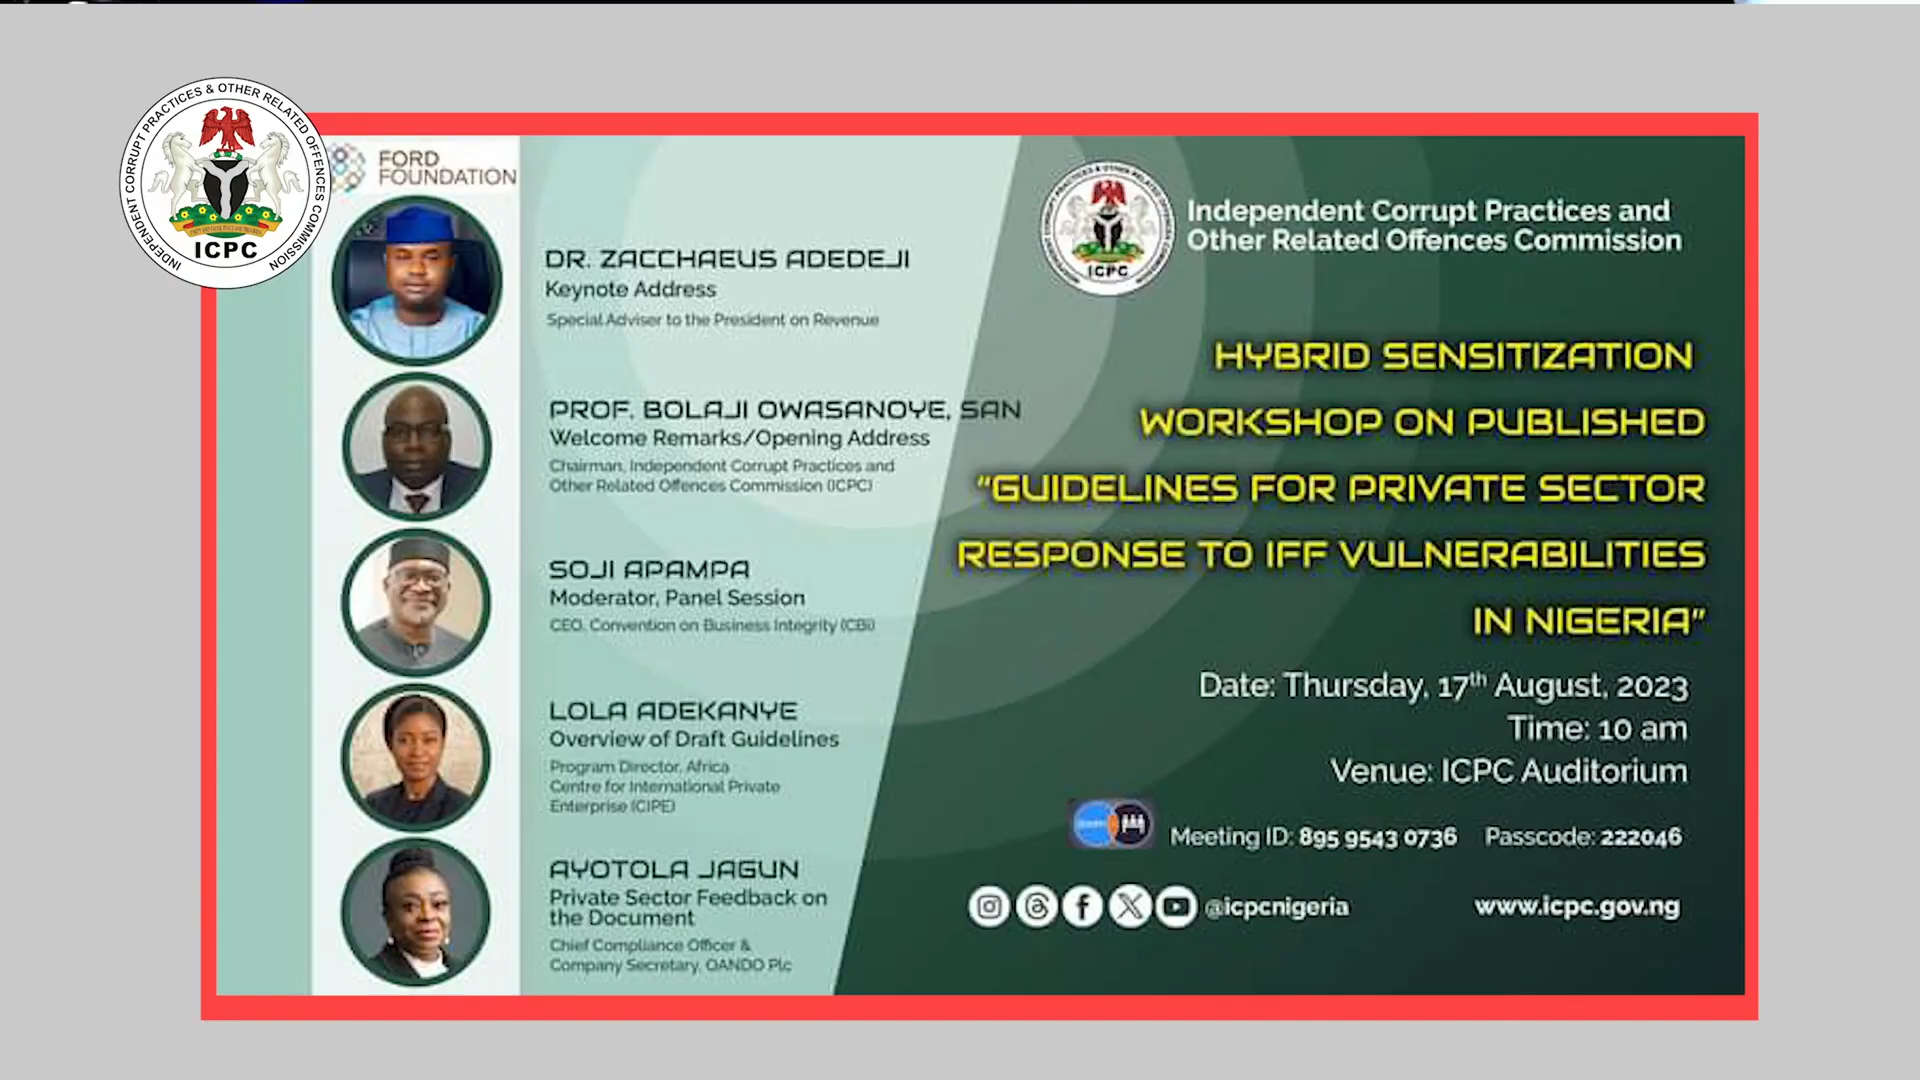 INDEPENDENT CORRUPT PRACTICES & OTHER RELATED OFFENCES COMMISSION
ICPC
FORD
FOUNDATION
DR. ZACCHAEUS ADEDEJI
Keynote Address
Special Adviser to the President on Revenue
PROF. BOLAJI OWASANOYE, SAN
Welcome Remarks/Opening Address
Chairman, Independent Corrupt Practices and
Other Related Offences Commission (ICPC)
SOJI APAMPA
Moderator, Panel Session
CEO, Convention on Business Integrity (CBi)
LOLA ADEKANYE
Overview of Draft Guidelines
Program Director, Africa
Centre for International Private
Enterprise (CIPE)
AYOTOLA JAGUN
Private Sector Feedback on
the Document
Chief Compliance Officer &
Company Secretary, OANDO Plc
ICPC
Independent Corrupt Practices and
Other Related Offences Commission
HYBRID SENSITIZATION
WORKSHOP ON PUBLISHED
"GUIDELINES FOR PRIVATE SECTOR
RESPONSE TO IFF VULNERABILITIES
IN NIGERIA"
Date: Thursday, 17th August, 2023
Time: 10 am
Venue: ICPC Auditorium
Meeting ID: 895 9543 0736 Passcode: 222046
@icpcnigeria
www.icpc.gov.ng